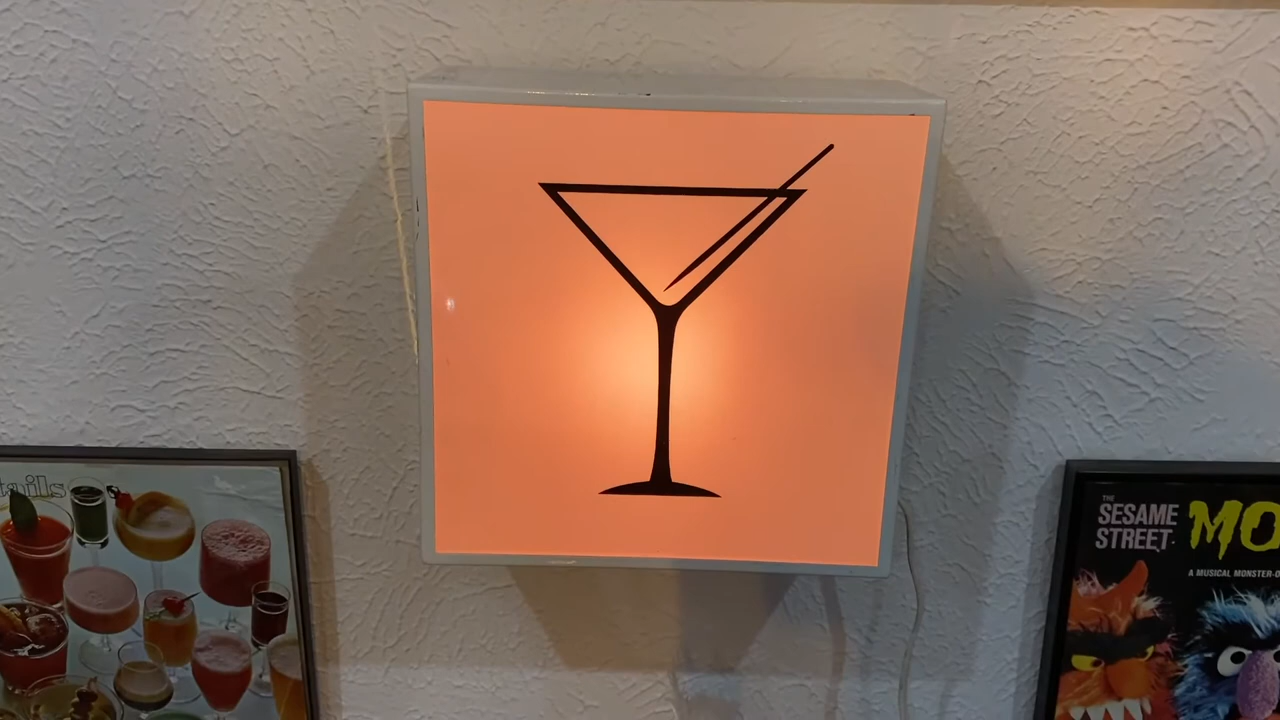 tails
THE
SESAME
STREET
MO
A MUSICAL MONSTER-O